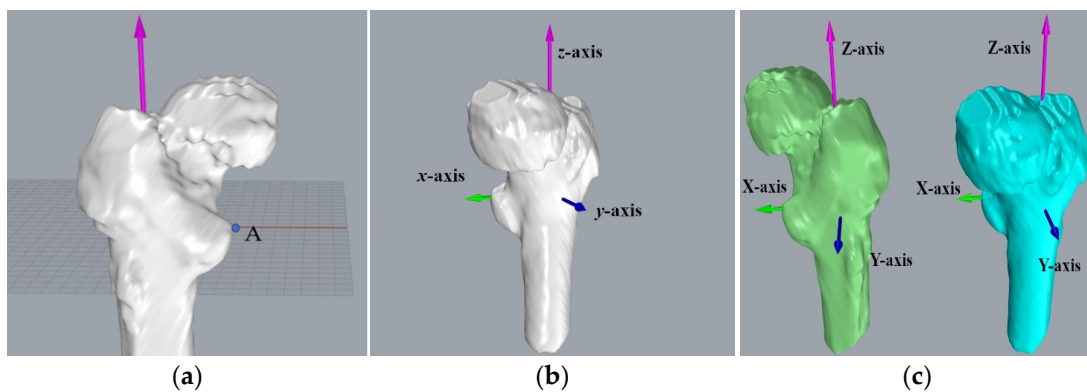 A
(a)
z-axis
x-axis
y-axis
(b)
Z-axis
X-axis
Y-axis
Z-axis
X-axis
Y-axis
(c)